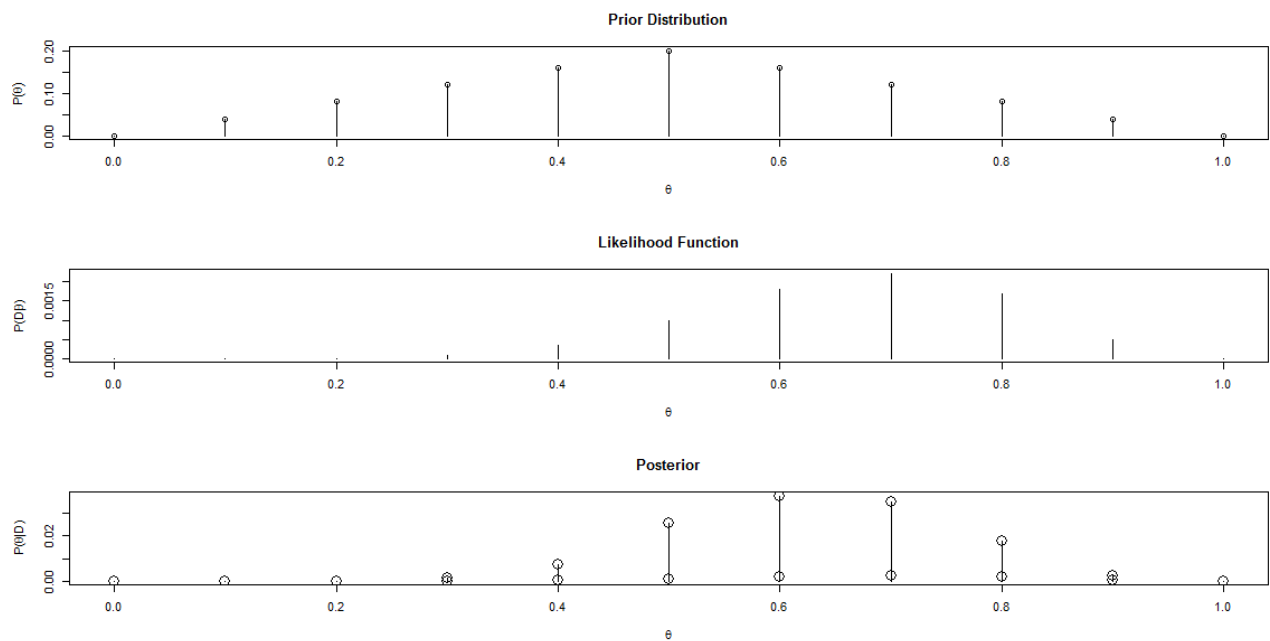 Prior Distribution
P(θ)
0.00 0.10 0.20
0.0 0.2 0.4 0.6 0.8 1.0
θ
Likelihood Function
P(D|θ)
0.0000 0.0015
0.0 0.2 0.4 0.6 0.8 1.0
θ
Posterior
P(θ|D)
0.00 0.02
0.0 0.2 0.4 0.6 0.8 1.0
θ